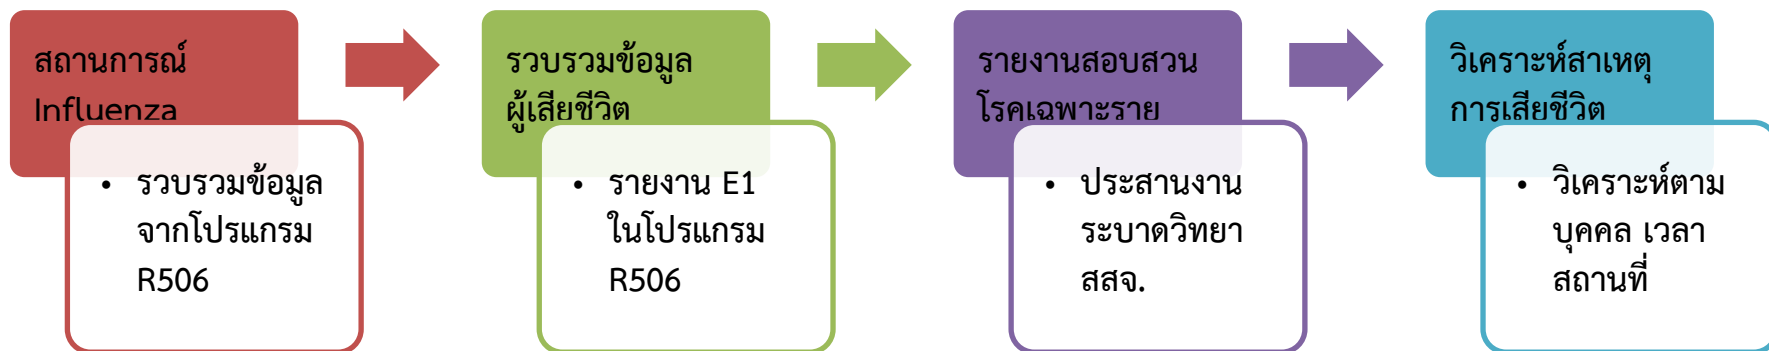 สถานการณ์
Influenza
• รวบรวมข้อมูล
จากโปรแกรม
R506
รวบรวมข้อมูล
ผู้เสียชีวิต
• รายงาน E1
ในโปรแกรม
R506
รายงานสอบสวน
โรคเฉพาะราย
• ประสานงาน
ระบาดวิทยา
สสจ.
วิเคราะห์สาเหตุ
การเสียชีวิต
• วิเคราะห์ตาม
บุคคล เวลา
สถานที่